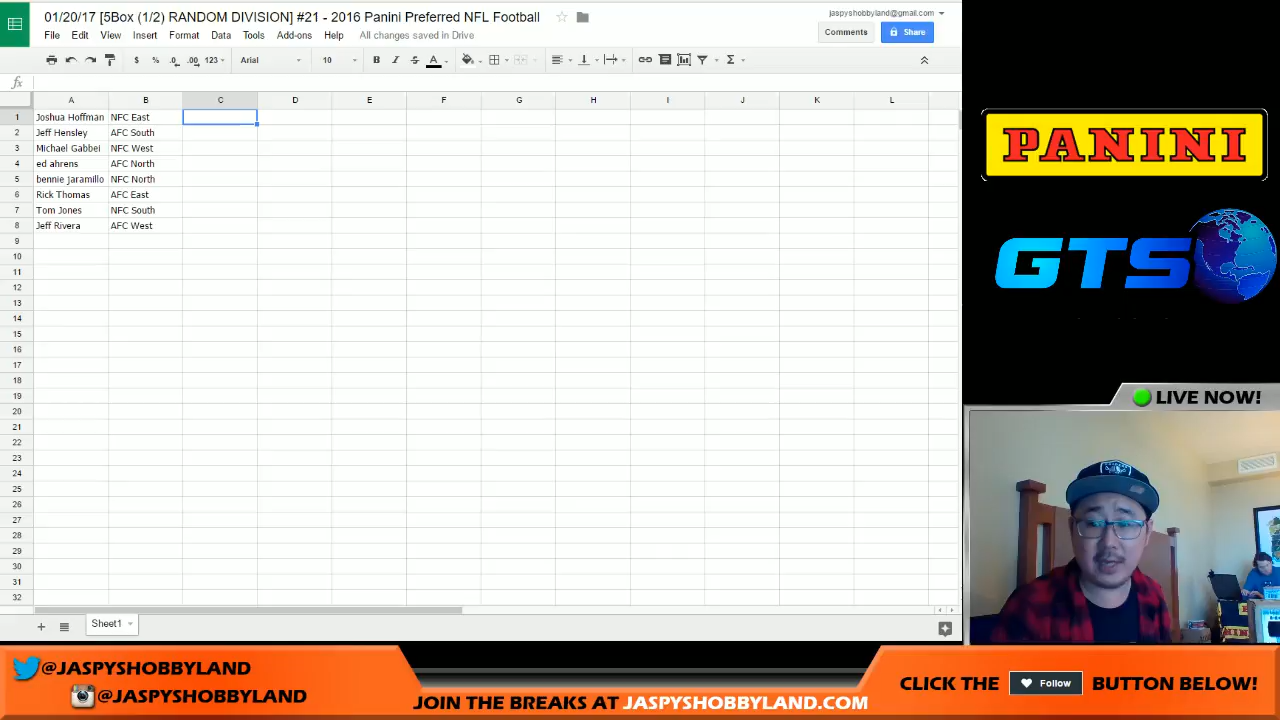 01/20/17 [5Box (1/2) RANDOM DIVISION] #21 - 2016 Panini Preferred NFL Football
jaspyshobbyland@gmail.com
File Edit View Insert Format Data Tools Add-ons Help All changes saved in Drive
Comments Share
$ % .0 .00 123 Arial 10 B I S A
fx
A B C D E F G H I J K L
1 Joshua Hoffman NFC East
2 Jeff Hensley AFC South
3 Michael Gabbei NFC West
4 ed ahrens AFC North
5 bennie jaramillo NFC North
6 Rick Thomas AFC East
7 Tom Jones NFC South
8 Jeff Rivera AFC West
9
10
11
12
13
14
15
16
17
18
19
20
21
22
23
24
25
26
27
28
29
30
31
32
Sheet1
PANINI
GTS
LIVE NOW!
@JASPYSHOBBYLAND
@JASPYSHOBBYLAND
JOIN THE BREAKS AT JASPYSHOBBYLAND.COM
CLICK THE Follow BUTTON BELOW!